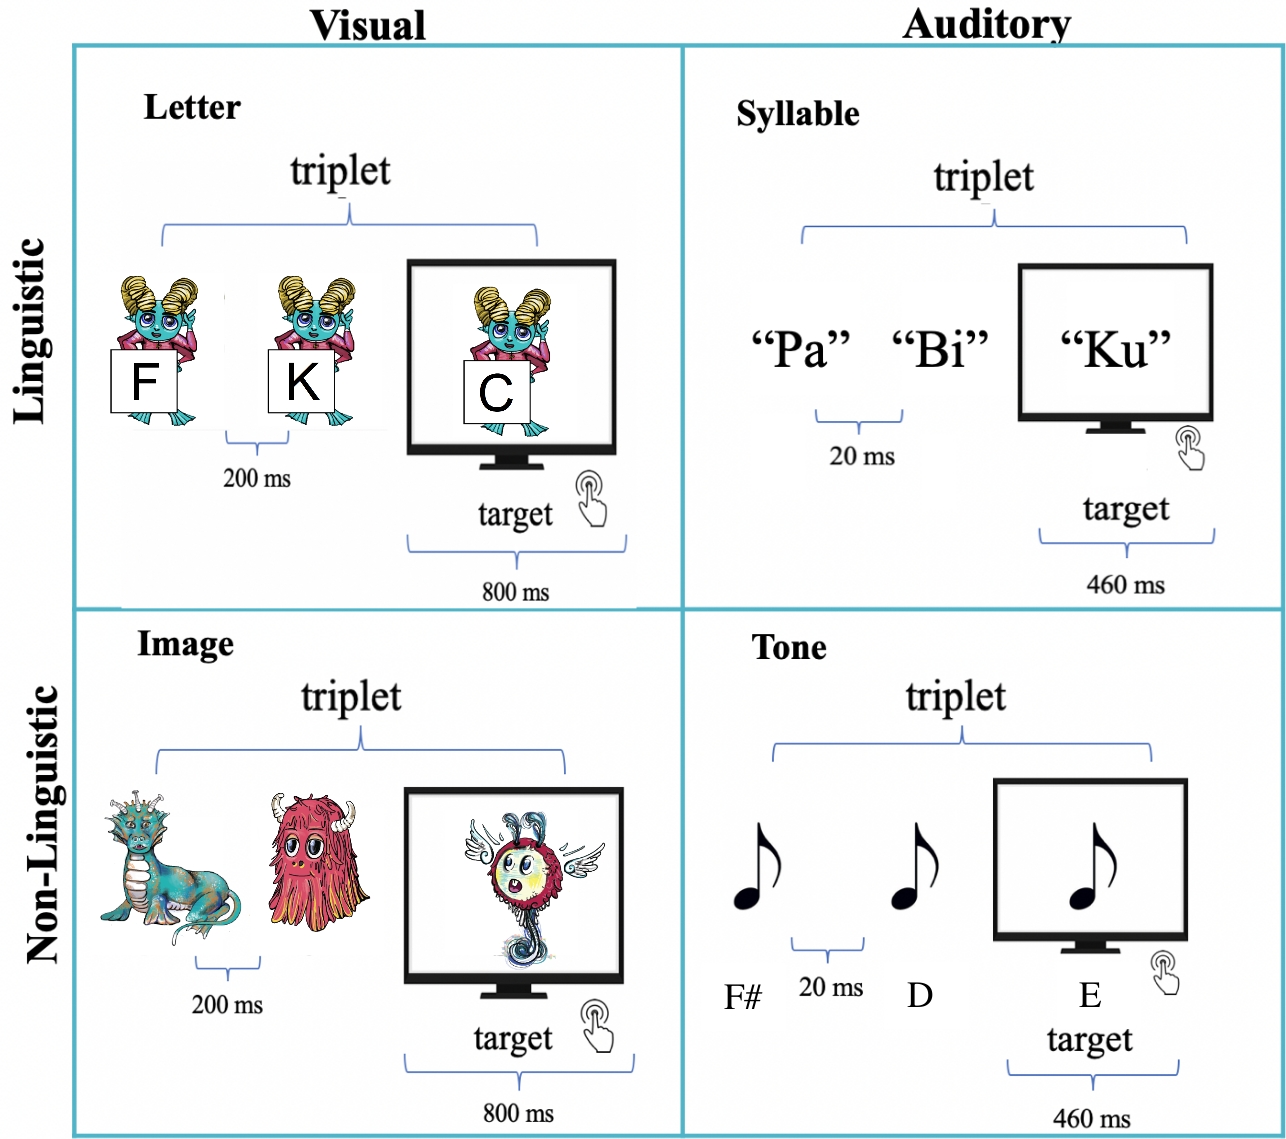 Visual
Auditory
Linguistic
Letter
triplet
F
K
C
200 ms
target
800 ms
Syllable
triplet
“Pa”
“Bi”
“Ku”
20 ms
target
460 ms
Non-Linguistic
Image
triplet
200 ms
target
800 ms
Tone
triplet
F#
20 ms
D
E
target
460 ms